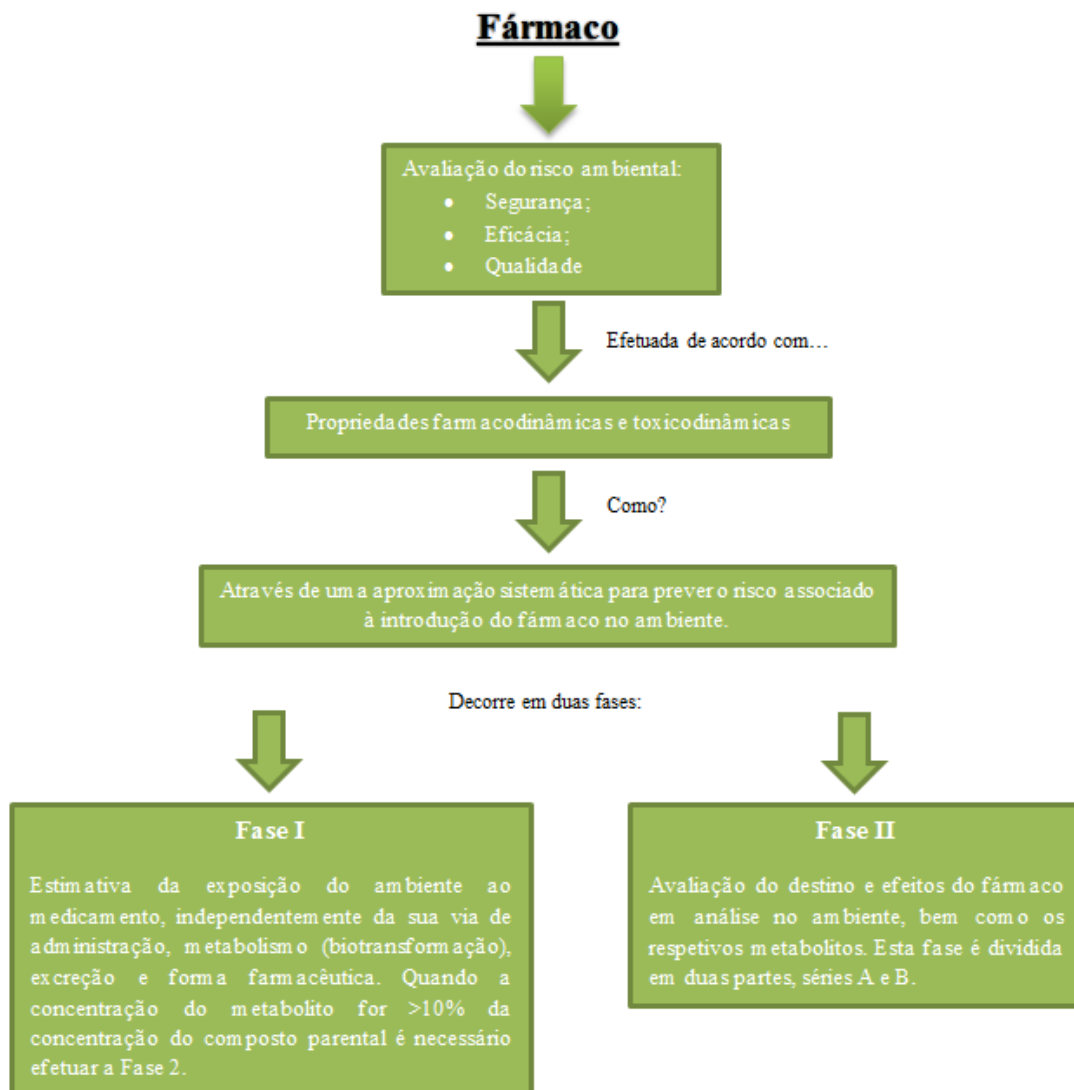 Fármaco
Avaliação do risco ambiental:
• Segurança;
• Eficácia;
• Qualidade
Efetuada de acordo com…
Propriedades farmacodinâmicas e toxicodinâmicas
Como?
Através de uma aproximação sistemática para prever o risco associado
à introdução do fármaco no ambiente.
Decorre em duas fases:
Fase I
Estimativa da exposição do ambiente ao
medicamento, independentemente da sua via de
administração, metabolismo (biotransformação),
excreção e forma farmacêutica. Quando a
concentração do metabolito for >10% da
concentração do composto parental é necessário
efetuar a Fase 2.
Fase II
Avaliação do destino e efeitos do fármaco
em análise no ambiente, bem como os
respetivos metabolitos. Esta fase é dividida
em duas partes, séries A e B.